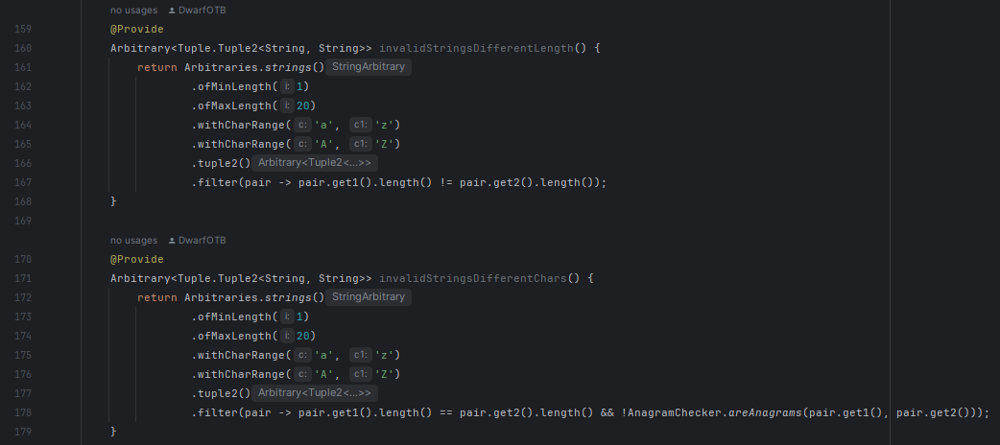 no usages DwarfOTB
159 @Provide
160 Arbitrary<Tuple.Tuple2<String, String>> invalidStringsDifferentLength() {
161 return Arbitraries.strings() StringArbitrary
162 .ofMinLength( i: 1)
163 .ofMaxLength( i: 20)
164 .withCharRange( c: 'a', c1: 'z')
165 .withCharRange( c: 'A', c1: 'Z')
166 .tuple2() Arbitrary<Tuple2<...>>
167 .filter(pair -> pair.get1().length() != pair.get2().length());
168 }
169
no usages DwarfOTB
170 @Provide
171 Arbitrary<Tuple.Tuple2<String, String>> invalidStringsDifferentChars() {
172 return Arbitraries.strings() StringArbitrary
173 .ofMinLength( i: 1)
174 .ofMaxLength( i: 20)
175 .withCharRange( c: 'a', c1: 'z')
176 .withCharRange( c: 'A', c1: 'Z')
177 .tuple2() Arbitrary<Tuple2<...>>
178 .filter(pair -> pair.get1().length() == pair.get2().length() && !AnagramChecker.areAnagrams(pair.get1(), pair.get2()));
179 }